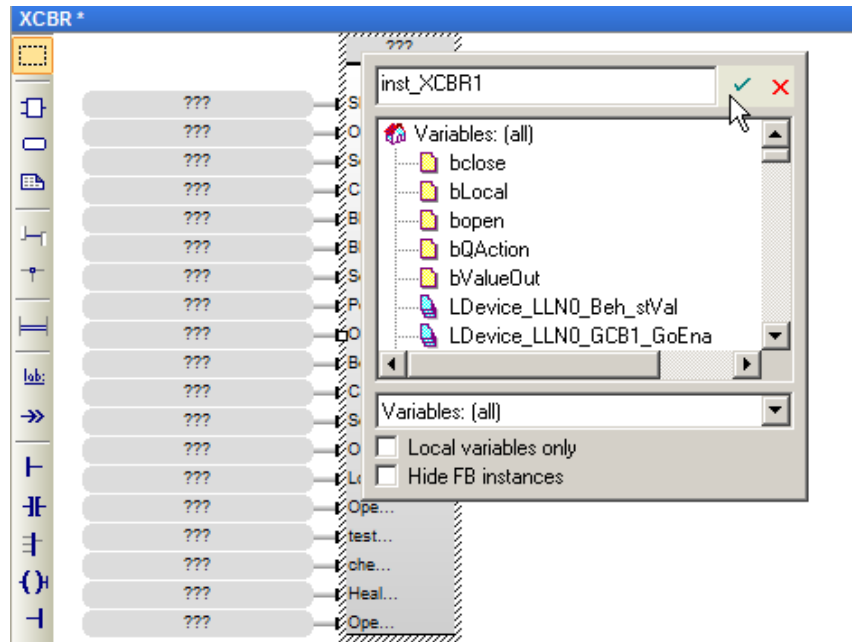 XCBR *
???
inst_XCBR1
??? S
Variables: (all)
??? O
bclose
??? S
bLocal
??? C
bopen
??? B
bQAction
??? B
bValueOut
??? S
LDevice_LLN0_Beh_stVal
??? P
LDevice_LLN0_GCB1_GoEna
??? O
??? B
??? C
Variables: (all)
??? S
Local variables only
??? O
Hide FB instances
??? L
??? Ope...
??? test...
??? che...
??? Heal...
??? Ope...
lab: